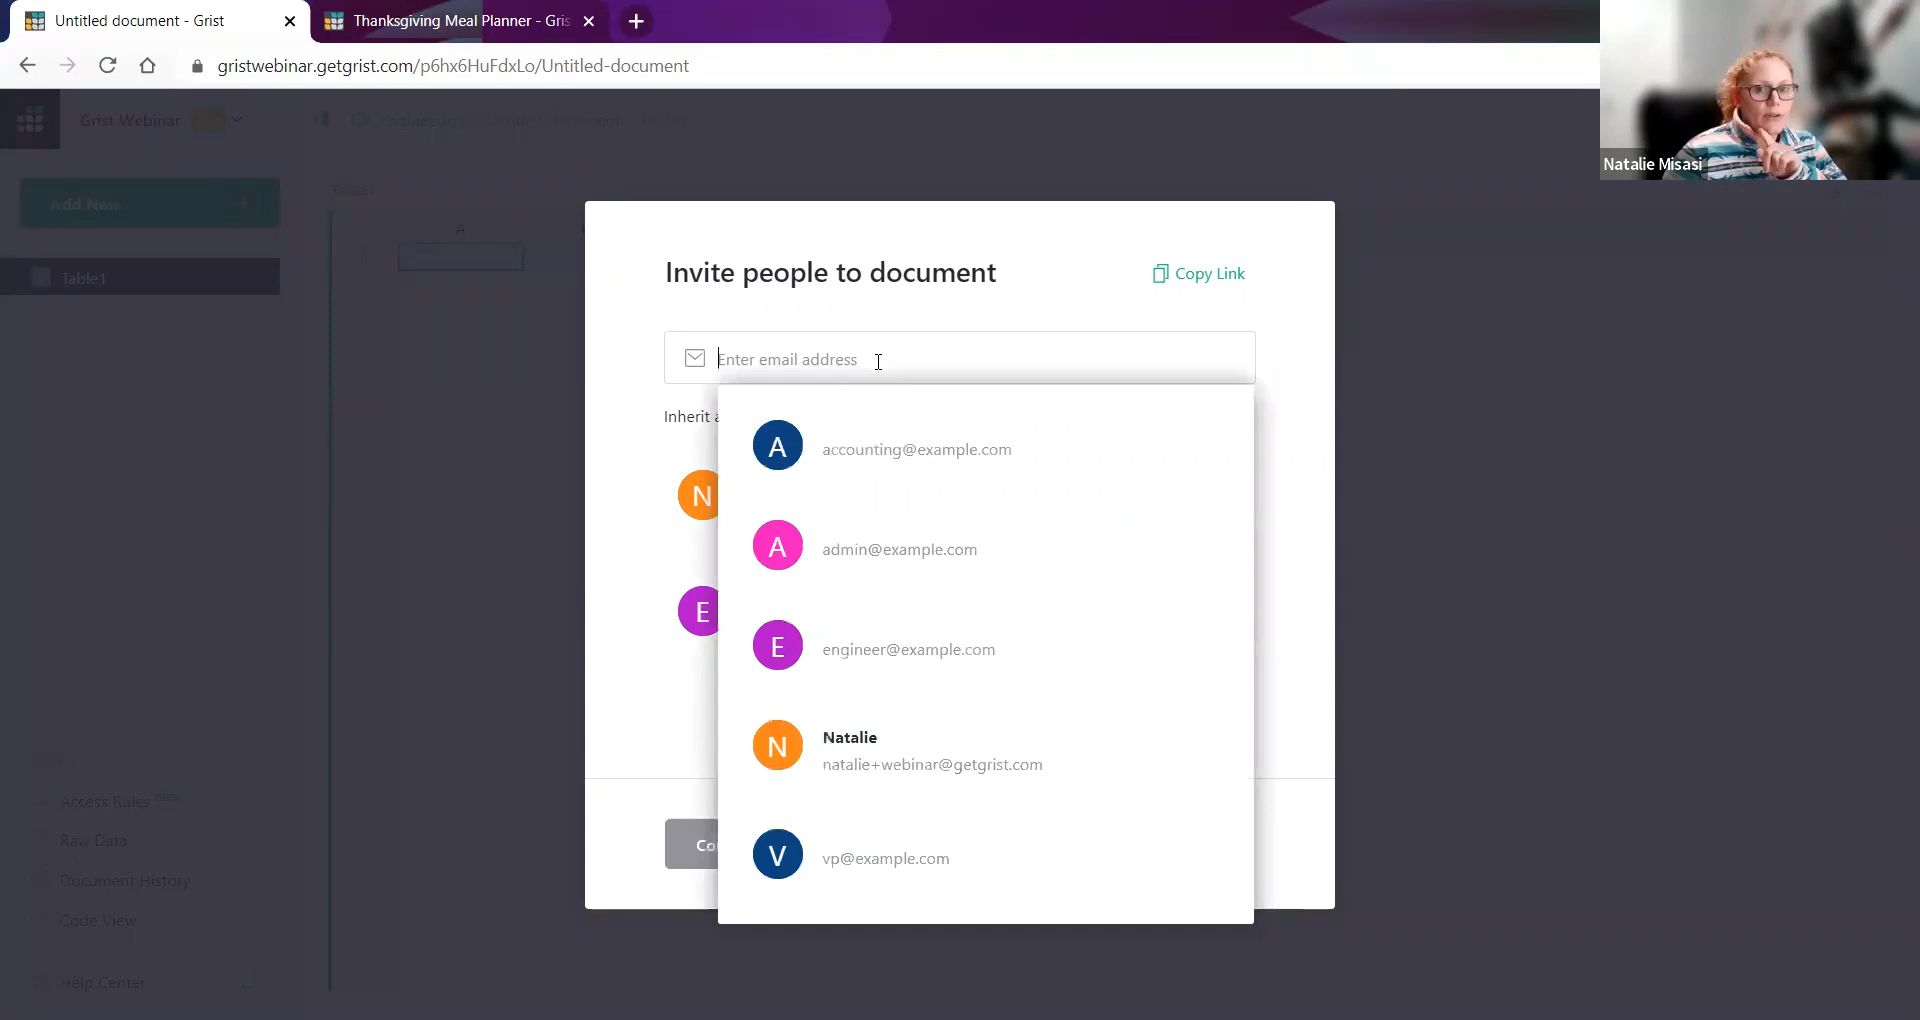 Untitled document - Grist
Thanksgiving Meal Planner - Gris
gristwebinar.getgrist.com/p6hx6HuFdxLo/Untitled-document
Natalie Misasi
Grist Webinar
Add New
A
Table1
Invite people to document
Copy Link
Enter email address
Inherit a
A
accounting@example.com
N
A
admin@example.com
E
E
engineer@example.com
N
Natalie
natalie+webinar@getgrist.com
Co
V
vp@example.com
Access Rules
Raw Data
Document History
Code View
Help Center